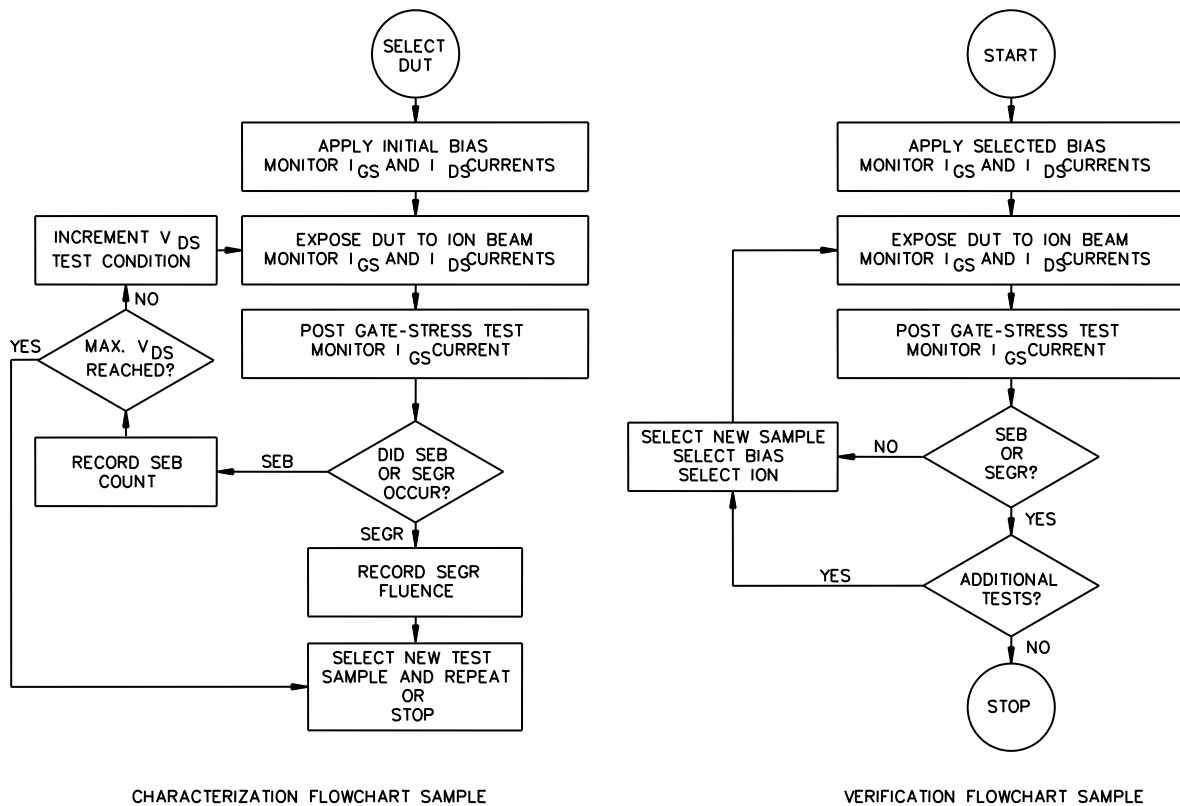 SELECT
DUT
APPLY INITIAL BIAS
MONITOR I GS AND I DS CURRENTS
INCREMENT V DS
TEST CONDITION
EXPOSE DUT TO ION BEAM
MONITOR I GS AND I DS CURRENTS
NO
POST GATE-STRESS TEST
MONITOR I GS CURRENT
YES
MAX. V DS
REACHED?
RECORD SEB
COUNT
SEB
DID SEB
OR SEGR
OCCUR?
SEGR
RECORD SEGR
FLUENCE
SELECT NEW TEST
SAMPLE AND REPEAT
OR
STOP
CHARACTERIZATION FLOWCHART SAMPLE
START
APPLY SELECTED BIAS
MONITOR I GS AND I DS CURRENTS
EXPOSE DUT TO ION BEAM
MONITOR I GS AND I DS CURRENTS
POST GATE-STRESS TEST
MONITOR I GS CURRENT
SELECT NEW SAMPLE
SELECT BIAS
SELECT ION
NO
SEB
OR
SEGR?
YES
YES
ADDITIONAL
TESTS?
NO
STOP
VERIFICATION FLOWCHART SAMPLE